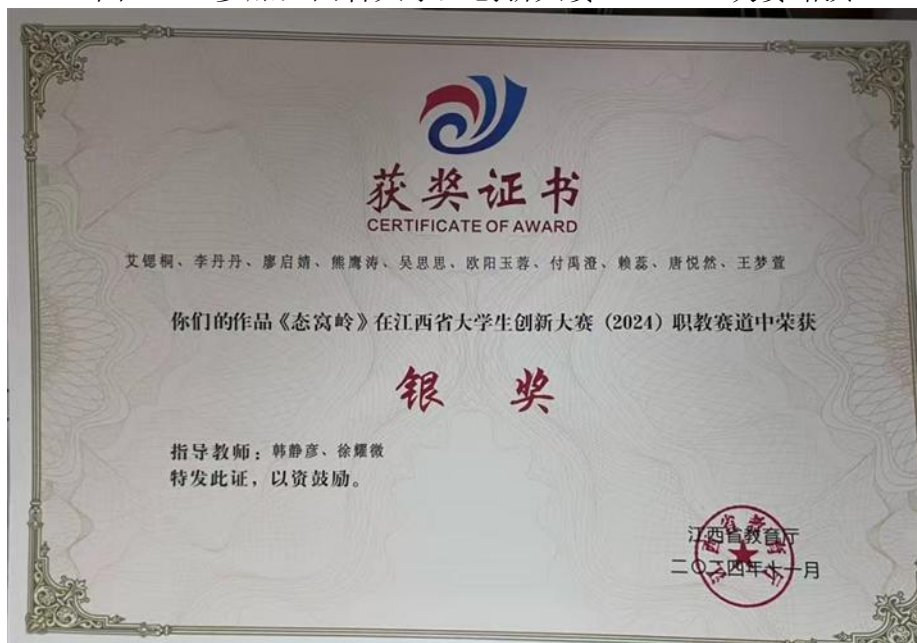 获奖证书
CERTIFICATE OF AWARD
艾锶桐、李丹丹、廖启婧、熊鹰涛、吴思思、欧阳玉蓉、付禹澄、赖蕊、唐悦然、王梦萱
你们的作品《态窝岭》在江西省大学生创新大赛（2024）职教赛道中荣获
银 奖
指导教师：韩静彦、徐耀微
特发此证，以资鼓励。
江西省教育厅
二〇二四年十一月